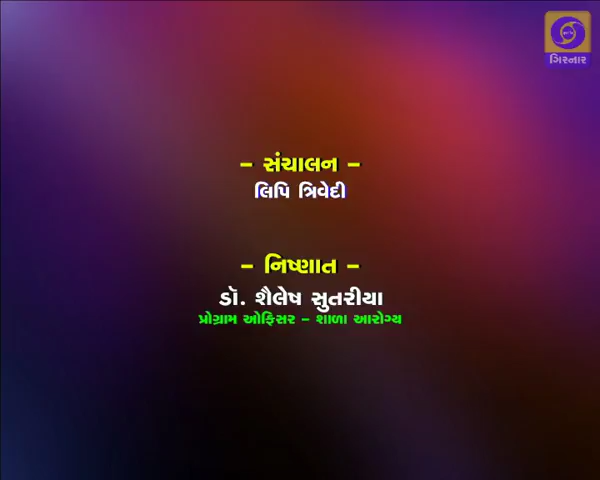 ગિરનાર
– સંચાલન –
લિપિ ત્રિવેદી
– નિષ્ણાત –
ડૉ. શૈલેષ સુતરીયા
પ્રોગ્રામ ઓફિસર – શાળા આરોગ્ય